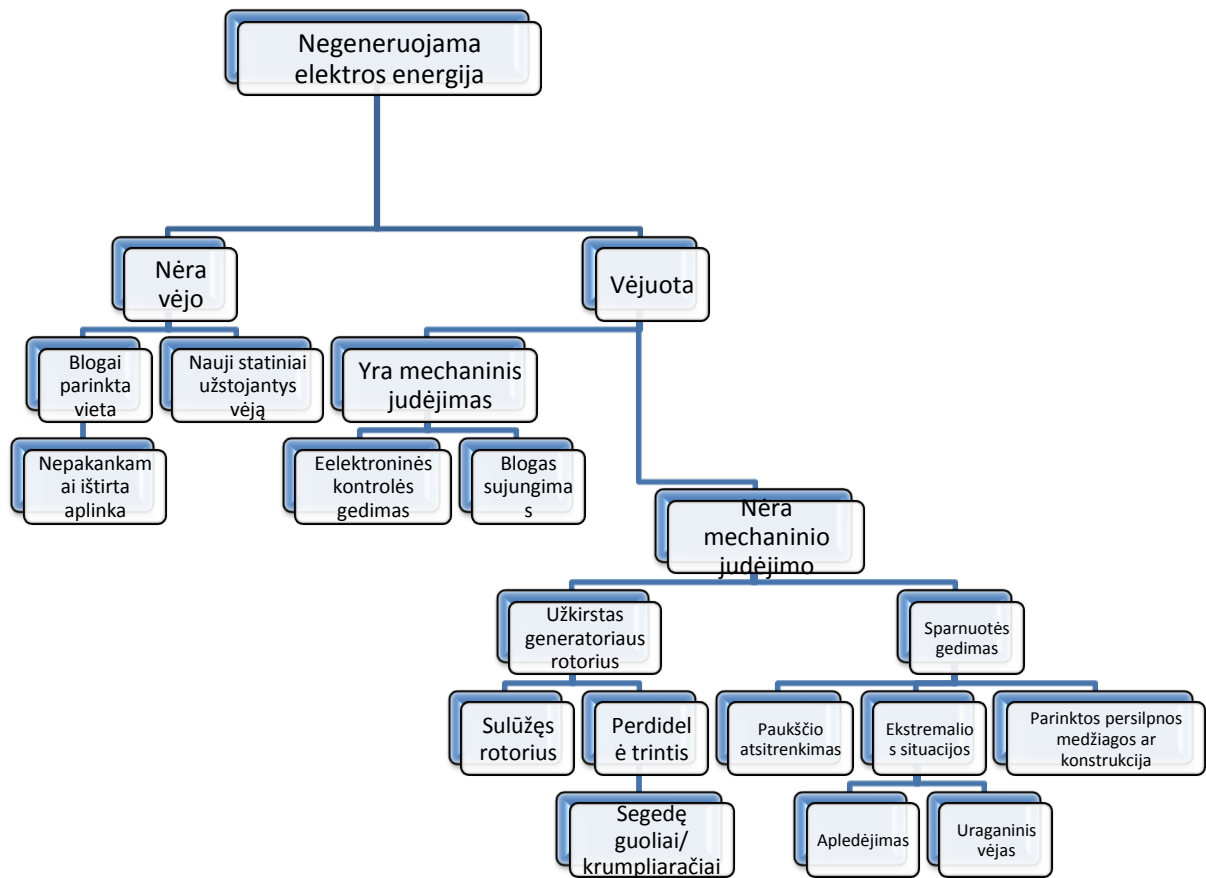 Negeneruojama
elektros energija
Nėra
vėjo
Vėjuota
Blogai
parinkta
vieta
Nauji statiniai
užstojantys
vėją
Yra mechaninis
judėjimas
Nepakankam
ai ištirta
aplinka
Eelektroninės
kontrolės
gedimas
Blogas
sujungima
s
Nėra
mechaninio
judėjimo
Užkirstas
generatoriaus
rotorius
Sparnuotės
gedimas
Sulūžęs
rotorius
Perdidel
ė trintis
Paukščio
atsitrenkimas
Ekstremalio
s situacijos
Parinktos persilpnos
medžiagos ar
konstrukcija
Segedę
guoliai/
krumpliaračiai
Apledėjimas
Uraganinis
vėjas